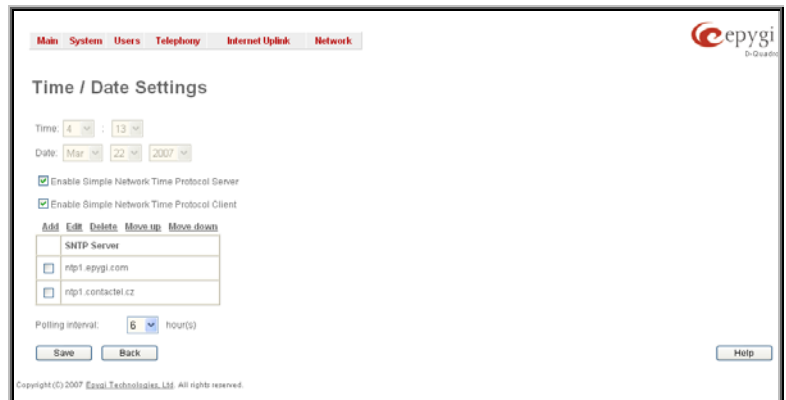 Main System Users Telephony Internet Uplink Network
epygi
D-Quadro
Time / Date Settings
Time: 4 : 13
Date: Mar 22 2007
Enable Simple Network Time Protocol Server
Enable Simple Network Time Protocol Client
Add Edit Delete Move up Move down
SNTP Server
ntp1.epygi.com
ntp1.contactel.cz
Polling interval: 6 hour(s)
Save Back Help
Copyright (C) 2007 Epygi Technologies, Ltd. All rights reserved.